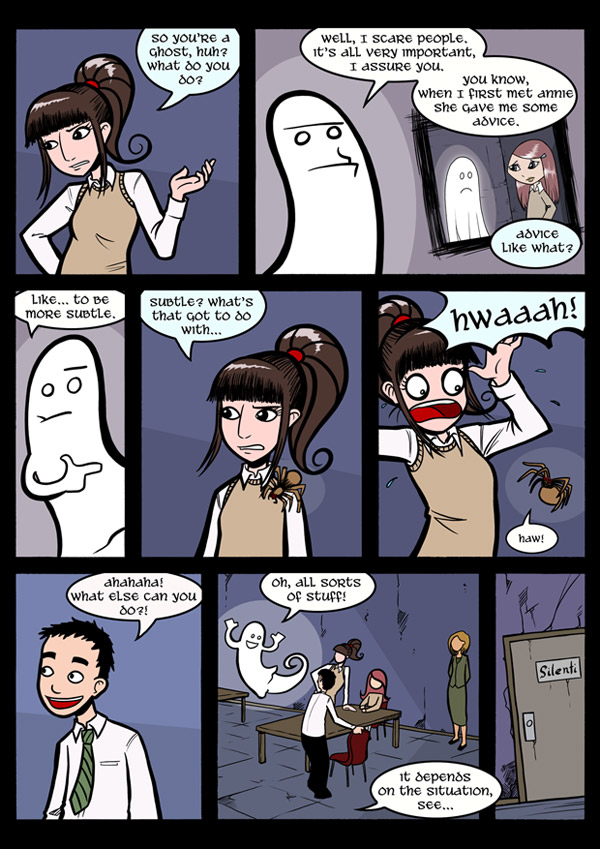 So you're a
ghost, huh?
What do you
do?
Well, I scare people.
It's all very important,
I assure you.
You know,
when I first met Annie
she gave me some
advice.
Advice
like what?
Like... to be
more subtle.
Subtle? What's
that got to do
with...
hwaaah!
haw!
Ahahaha!
What else can you
do?!
Oh, all sorts
of stuff!
It depends
on the situation,
see...
Silenti